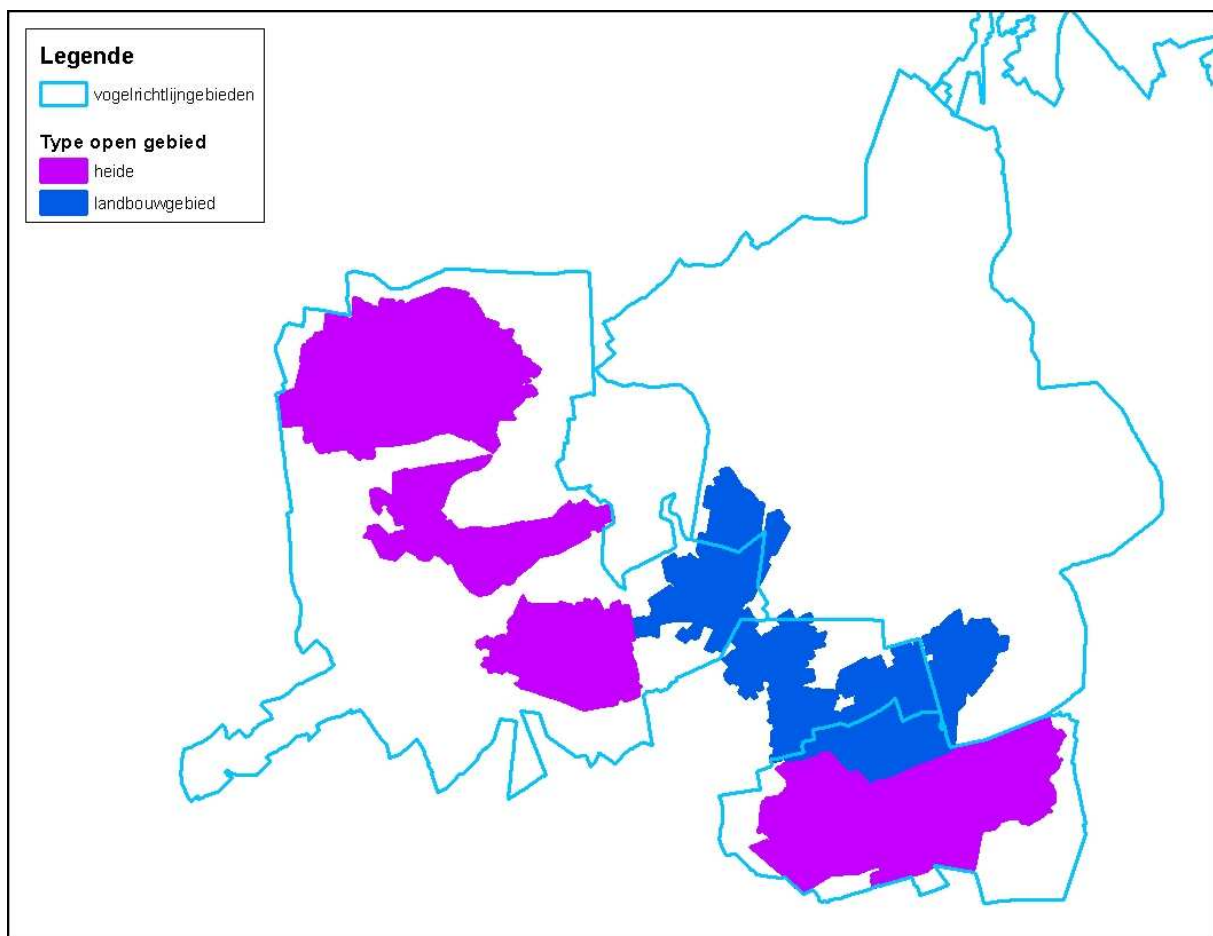 Legende
vogelrichtlijngebieden
Type open gebied
heide
landbouwgebied